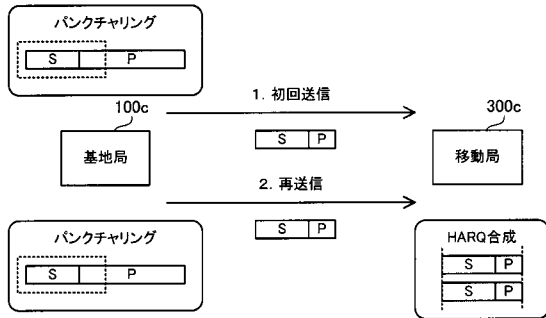 パンクチャリング
S P
100c
1. 初回送信
300c
基地局
S P
移動局
2. 再送信
パンクチャリング
S P
S P
HARQ合成
S P
S P